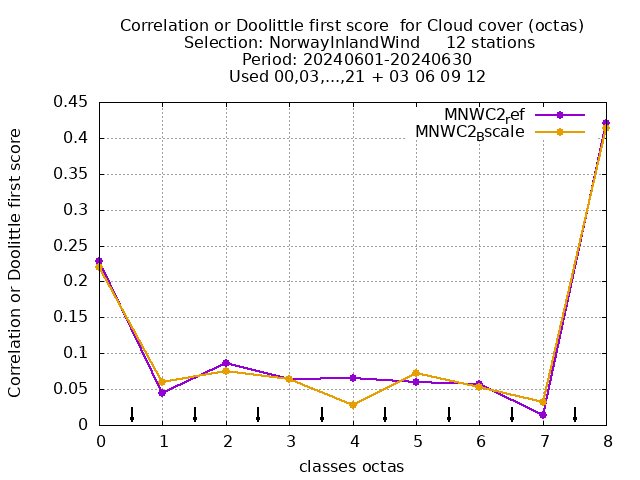 Correlation or Doolittle first score  for Cloud cover (octas)
Selection: NorwayInlandWind     12 stations
Period: 20240601-20240630
Used 00,03,...,21 + 03 06 09 12
MNWC2ref
MNWC2Bscale
Correlation or Doolittle first score
0.45
0.4
0.35
0.3
0.25
0.2
0.15
0.1
0.05
0
0 1 2 3 4 5 6 7 8
classes octas